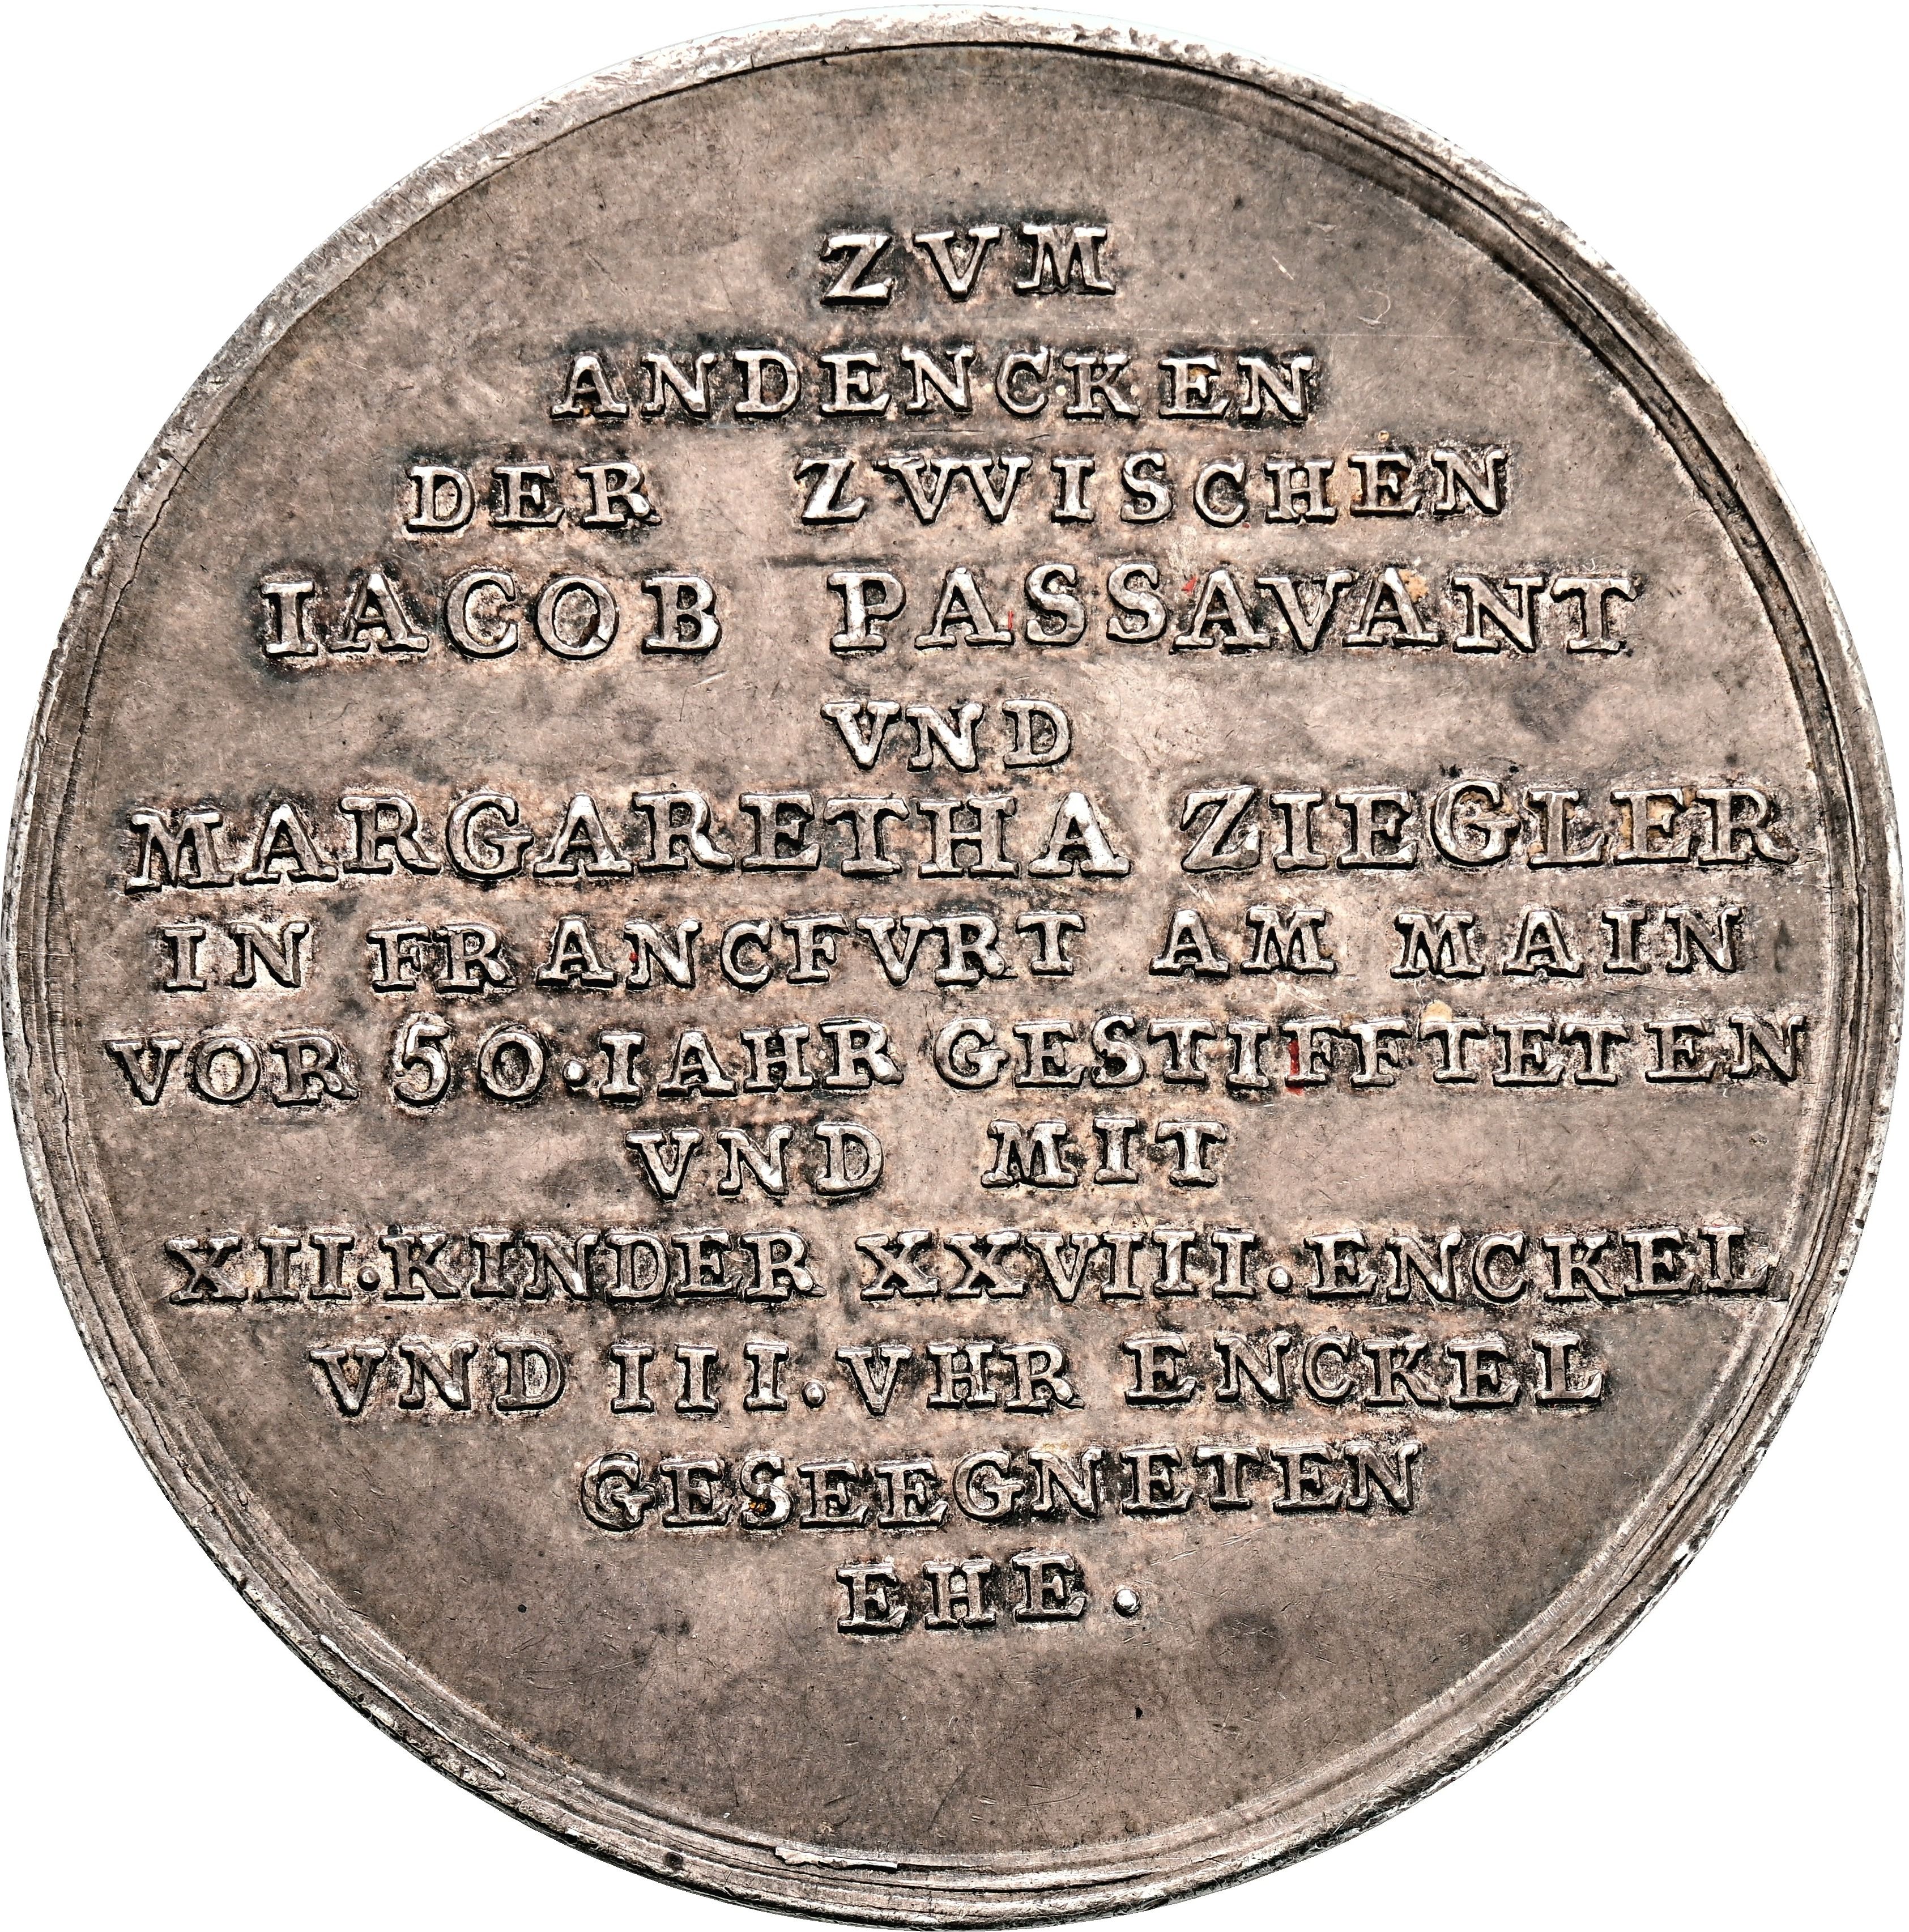 ZVM
ANDENCKEN
DER ZVVISCHEN
IACOB PASSAVANT
VND
MARGARETHA ZIEGLER
IN FRANCFVRT AM MAIN
VOR 50. IAHR GESTIFFTETEN
VND MIT
XII. KINDER XXVIII. ENCKEL
VND III. VHR ENCKEL
GESEEGNETEN
EHE.